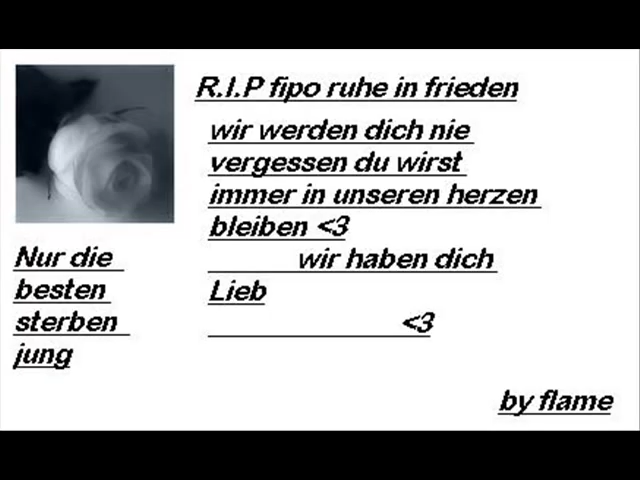 R.I.P fipo ruhe in frieden
wir werden dich nie
vergessen du wirst
immer in unseren herzen
bleiben <3
wir haben dich
Lieb
<3
Nur die
besten
sterben
jung
by flame